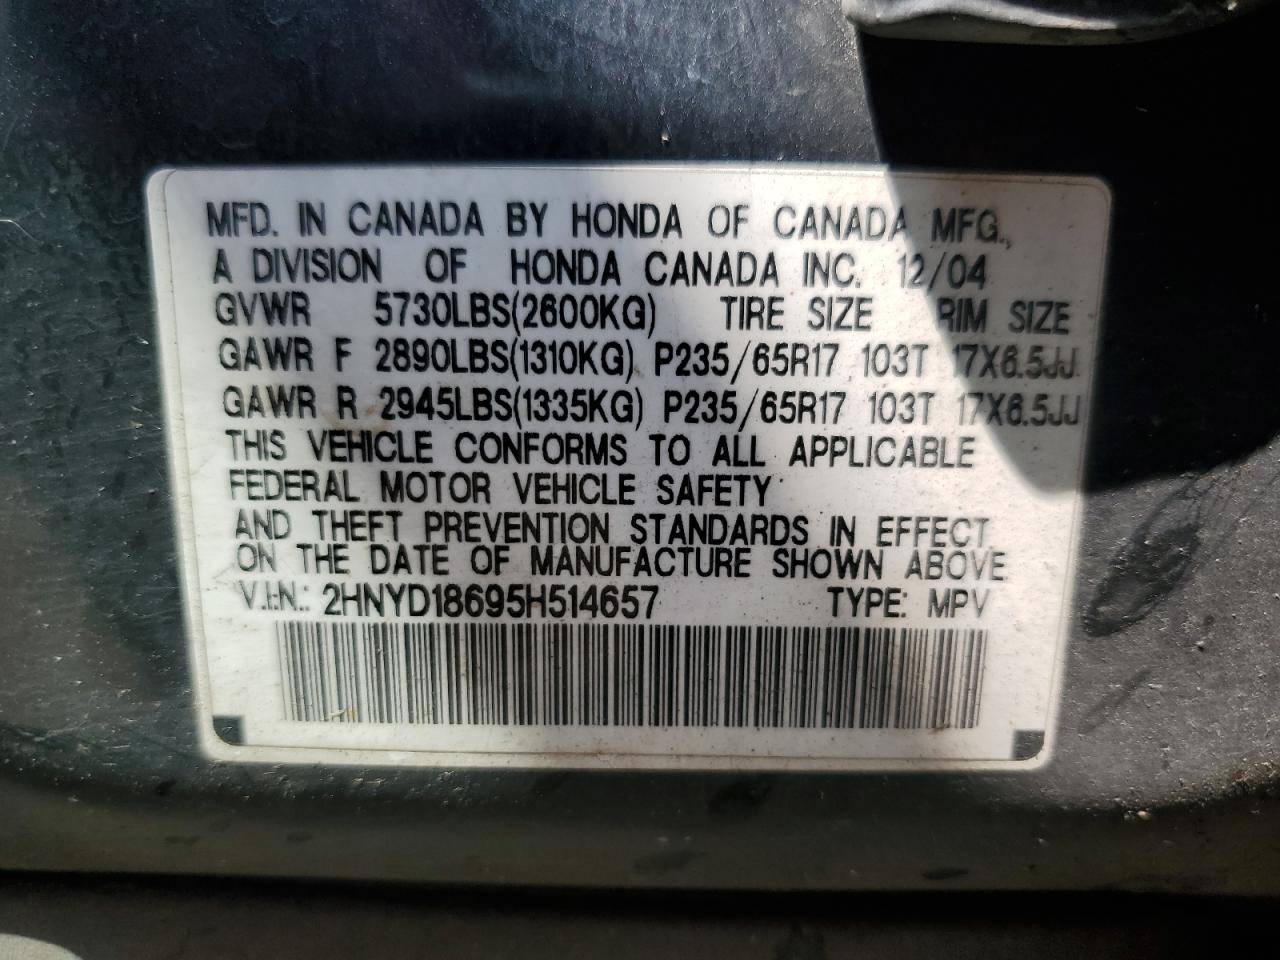 MFD. IN CANADA BY HONDA OF CANADA MFG.,
A DIVISION OF HONDA CANADA INC. 12/04
GVWR 5730LBS(2600KG) TIRE SIZE RIM SIZE
GAWR F 2890LBS(1310KG) P235/65R17 103T 17X6.5JJ
GAWR R 2945LBS(1335KG) P235/65R17 103T 17X6.5JJ
THIS VEHICLE CONFORMS TO ALL APPLICABLE
FEDERAL MOTOR VEHICLE SAFETY
AND THEFT PREVENTION STANDARDS IN EFFECT
ON THE DATE OF MANUFACTURE SHOWN ABOVE
V.I.N.: 2HNYD18695H514657 TYPE: MPV